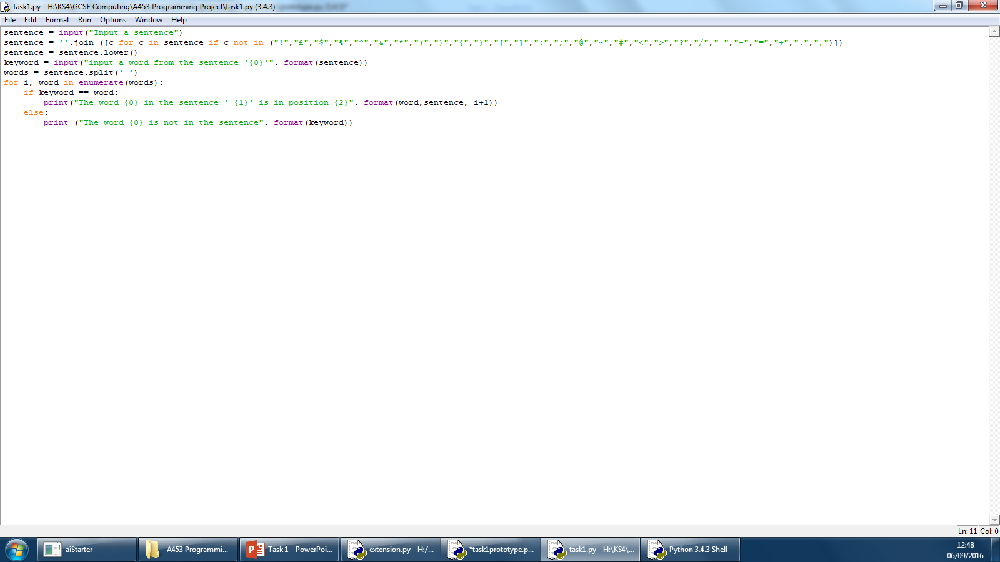 task1.py - H:\KS4\GCSE Computing\A453 Programming Project\task1.py (3.4.3)
File Edit Format Run Options Window Help
sentence = input("Input a sentence")
sentence = ''.join ([c for c in sentence if c not in ("!","£","$","%","^","&","*","(",")","{","}","[","]",":",";","@","~","#","<",">","?","/","_","-","=","+",".",",")])
sentence = sentence.lower()
keyword = input("input a word from the sentence '{0}'". format(sentence))
words = sentence.split(' ')
for i, word in enumerate(words):
    if keyword == word:
        print("The word {0} in the sentence ' {1}' is in position {2}". format(word,sentence, i+1))
    else:
        print ("The word {0} is not in the sentence". format(keyword))
Ln: 11 Col: 0
aiStarter
A453 Programmi...
Task 1 - PowerPoi...
extension.py - H:/...
*task1prototype.p...
task1.py - H:\KS4\...
Python 3.4.3 Shell
12:48
06/09/2016